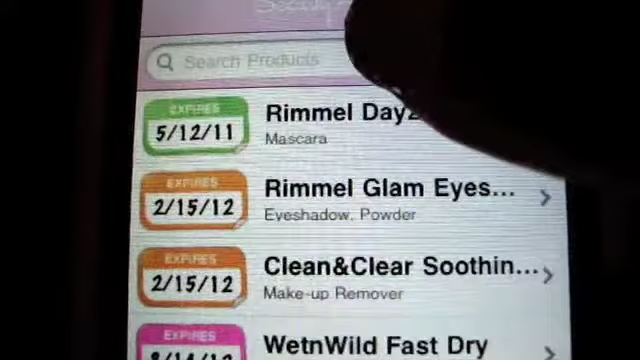 Search Products
EXPIRES
5/12/11
Rimmel
Mascara
EXPIRES
2/15/12
Rimmel Glam Eyes...
Eyeshadow, Powder
EXPIRES
2/15/12
Clean&Clear Soothin...
Make-up Remover
EXPIRES
WetnWild Fast Dry